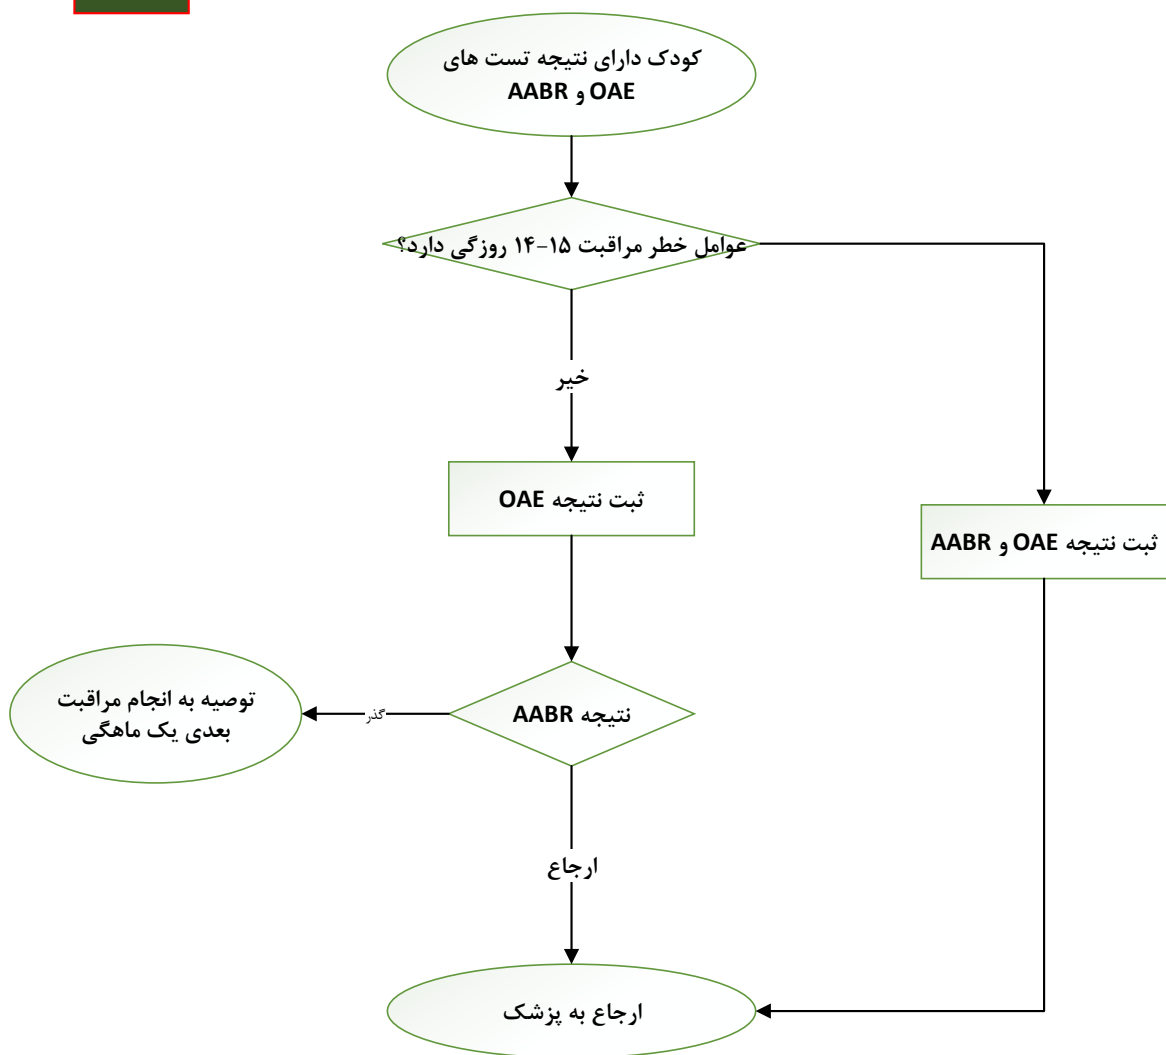 کودک دارای نتیجه تست های
OAE و AABR
عوامل خطر مراقبت ۱۵-۱۴ روزگی دارد؟
خیر
ثبت نتیجه OAE
ثبت نتیجه OAE و AABR
نتیجه AABR
گذر
توصیه به انجام مراقبت
بعدی یک ماهگی
ارجاع
ارجاع به پزشک